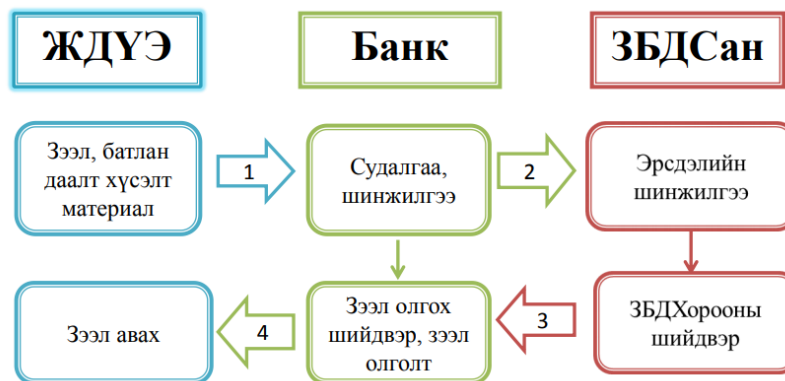 ЖДҮЭ
Банк
ЗБДСан
Зээл, батлан
даалт хүсэлт
материал
1
Судалгаа,
шинжилгээ
2
Эрсдэлийн
шинжилгээ
Зээл авах
4
Зээл олгох
шийдвэр, зээл
олголт
3
ЗБДХорооны
шийдвэр